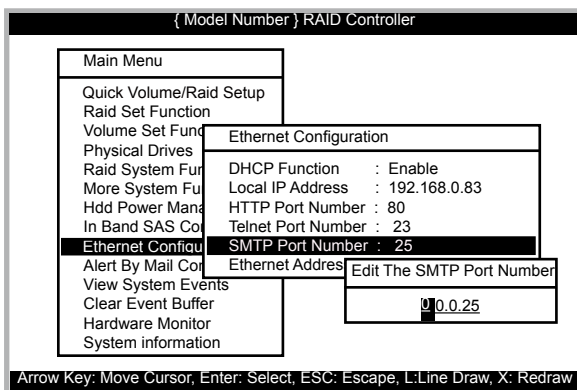 { Model Number } RAID Controller
Main Menu
Quick Volume/Raid Setup
Raid Set Function
Volume Set Func
Physical Drives
Raid System Fun
More System Fu
Hdd Power Mana
In Band SAS Co
Ethernet Configu
Alert By Mail Con
View System Events
Clear Event Buffer
Hardware Monitor
System information
Ethernet Configuration
DHCP Function : Enable
Local IP Address : 192.168.0.83
HTTP Port Number : 80
Telnet Port Number : 23
SMTP Port Number : 25
Ethernet Addres
Edit The SMTP Port Number
0 0.0.25
Arrow Key: Move Cursor, Enter: Select, ESC: Escape, L:Line Draw, X: Redraw